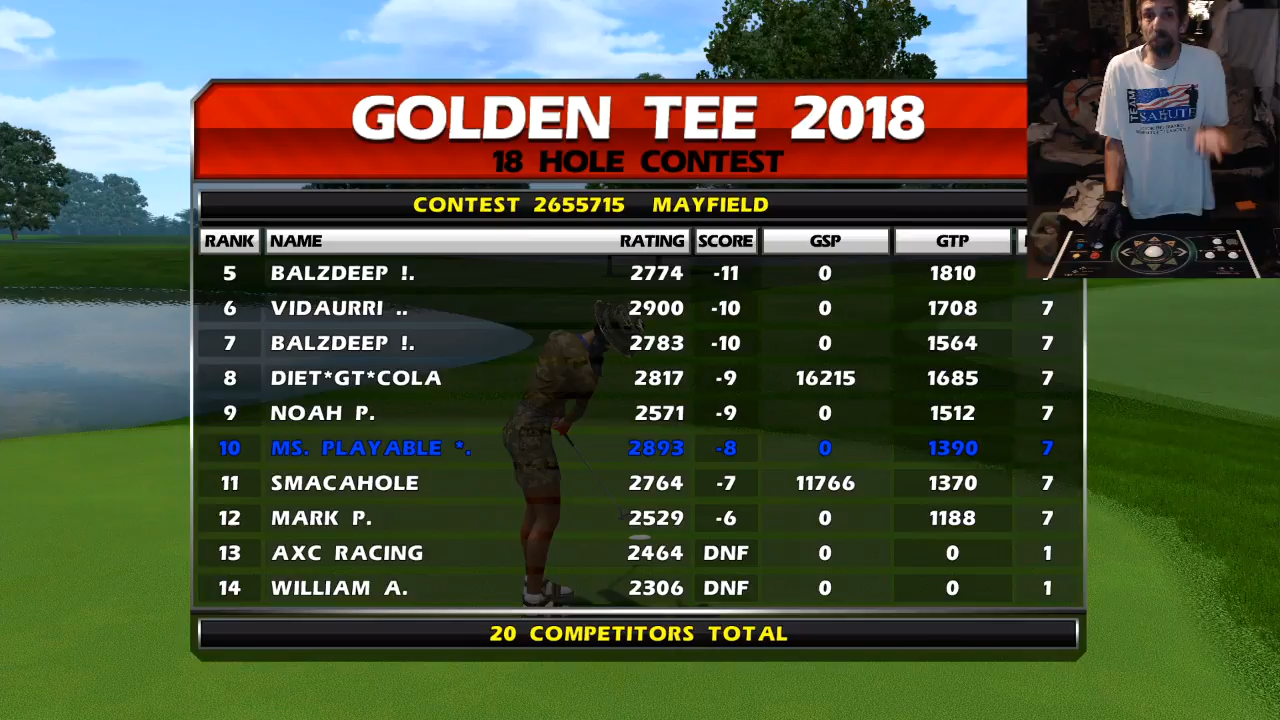 GOLDEN TEE 2018
18 HOLE CONTEST
CONTEST 2655715 MAYFIELD
RANK NAME RATING SCORE GSP GTP
5 BALZDEEP !. 2774 -11 0 1810
6 VIDAURRI .. 2900 -10 0 1708 7
7 BALZDEEP !. 2783 -10 0 1564 7
8 DIET*GT*COLA 2817 -9 16215 1685 7
9 NOAH P. 2571 -9 0 1512 7
10 MS. PLAYABLE *. 2893 -8 0 1390 7
11 SMACAHOLE 2764 -7 11766 1370 7
12 MARK P. 2529 -6 0 1188 7
13 AXC RACING 2464 DNF 0 0 1
14 WILLIAM A. 2306 DNF 0 0 1
20 COMPETITORS TOTAL
TEAM
SALUTE